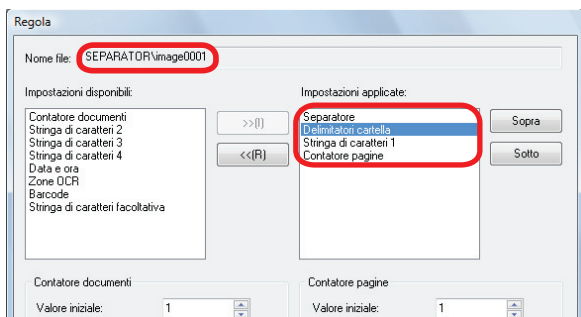 Regola
Nome file: SEPARATOR\image0001
Impostazioni disponibili:
Contatore documenti
Stringa di caratteri 2
Stringa di caratteri 3
Stringa di caratteri 4
Data e ora
Zone OCR
Barcode
Stringa di caratteri facoltativa
>>(I)
<<(R)
Impostazioni applicate:
Separatore
Delimitatori cartella
Stringa di caratteri 1
Contatore pagine
Sopra
Sotto
Contatore documenti
Valore iniziale: 1
Contatore pagine
Valore iniziale: 1